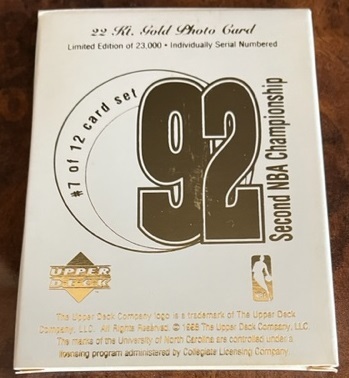 22 Kt. Gold Photo Card
Limited Edition of 23,000 • Individually Serial Numbered
#7 of 12 card set
92
Second NBA Championship
UPPER
DECK
The Upper Deck Company logo is a trademark of The Upper Deck
Company, LLC. All Rights Reserved. © 1998 The Upper Deck Company, LLC.
The marks of the University of North Carolina are controlled under a
licensing program administered by Collegiate Licensing Company.